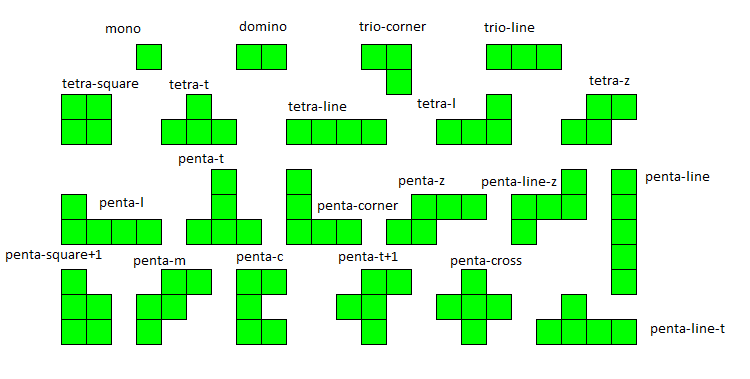 mono
domino
trio-corner
trio-line
tetra-square
tetra-t
tetra-line
tetra-l
tetra-z
penta-l
penta-t
penta-corner
penta-z
penta-line-z
penta-line
penta-square+1
penta-m
penta-c
penta-t+1
penta-cross
penta-line-t